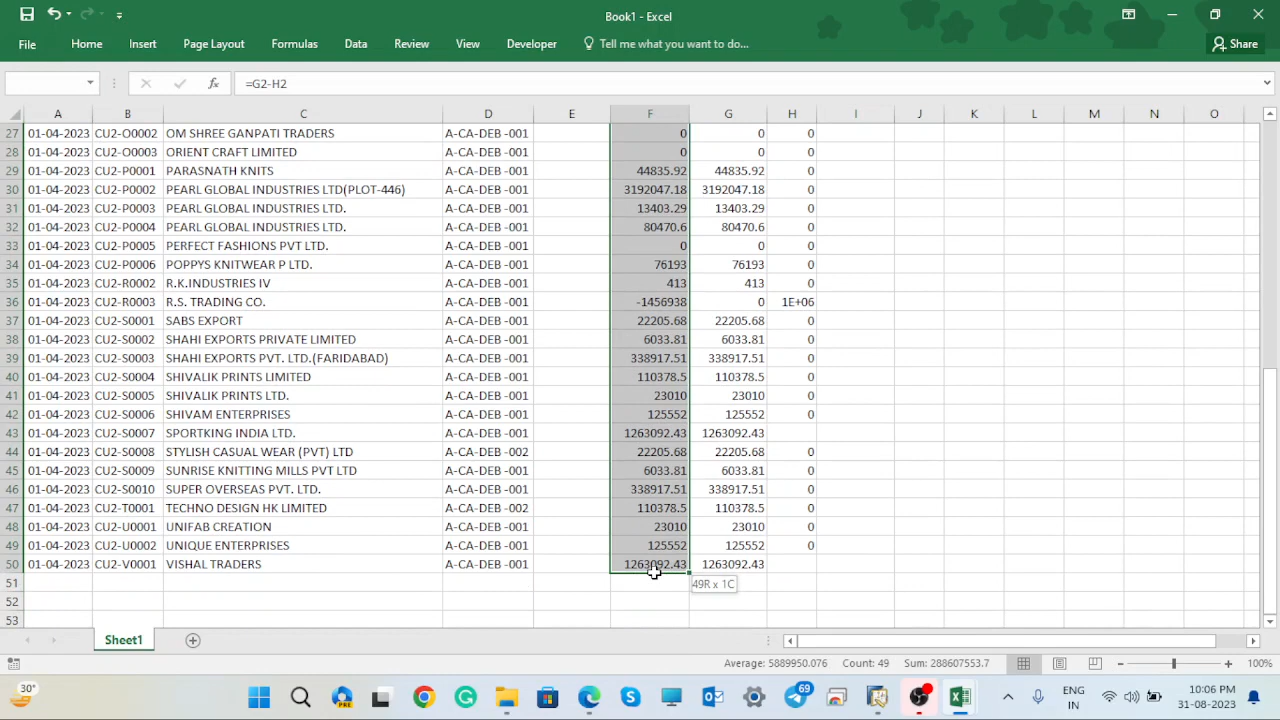 Book1 - Excel
File Home Insert Page Layout Formulas Data Review View Developer Tell me what you want to do... Share
fx =G2-H2
A B C D E F G H I J K L M N O
27 01-04-2023 CU2-O0002 OM SHREE GANPATI TRADERS A-CA-DEB -001 0 0 0
28 01-04-2023 CU2-O0003 ORIENT CRAFT LIMITED A-CA-DEB -001 0 0 0
29 01-04-2023 CU2-P0001 PARASNATH KNITS A-CA-DEB -001 44835.92 44835.92 0
30 01-04-2023 CU2-P0002 PEARL GLOBAL INDUSTRIES LTD(PLOT-446) A-CA-DEB -001 3192047.18 3192047.18 0
31 01-04-2023 CU2-P0003 PEARL GLOBAL INDUSTRIES LTD. A-CA-DEB -001 13403.29 13403.29 0
32 01-04-2023 CU2-P0004 PEARL GLOBAL INDUSTRIES LTD. A-CA-DEB -001 80470.6 80470.6 0
33 01-04-2023 CU2-P0005 PERFECT FASHIONS PVT LTD. A-CA-DEB -001 0 0 0
34 01-04-2023 CU2-P0006 POPPYS KNITWEAR P LTD. A-CA-DEB -001 76193 76193 0
35 01-04-2023 CU2-R0002 R.K.INDUSTRIES IV A-CA-DEB -001 413 413 0
36 01-04-2023 CU2-R0003 R.S. TRADING CO. A-CA-DEB -001 -1456938 0 1E+06
37 01-04-2023 CU2-S0001 SABS EXPORT A-CA-DEB -001 22205.68 22205.68 0
38 01-04-2023 CU2-S0002 SHAHI EXPORTS PRIVATE LIMITED A-CA-DEB -001 6033.81 6033.81 0
39 01-04-2023 CU2-S0003 SHAHI EXPORTS PVT. LTD.(FARIDABAD) A-CA-DEB -001 338917.51 338917.51 0
40 01-04-2023 CU2-S0004 SHIVALIK PRINTS LIMITED A-CA-DEB -001 110378.5 110378.5 0
41 01-04-2023 CU2-S0005 SHIVALIK PRINTS LTD. A-CA-DEB -001 23010 23010 0
42 01-04-2023 CU2-S0006 SHIVAM ENTERPRISES A-CA-DEB -001 125552 125552 0
43 01-04-2023 CU2-S0007 SPORTKING INDIA LTD. A-CA-DEB -001 1263092.43 1263092.43
44 01-04-2023 CU2-S0008 STYLISH CASUAL WEAR (PVT) LTD A-CA-DEB -002 22205.68 22205.68 0
45 01-04-2023 CU2-S0009 SUNRISE KNITTING MILLS PVT LTD A-CA-DEB -001 6033.81 6033.81 0
46 01-04-2023 CU2-S0010 SUPER OVERSEAS PVT. LTD. A-CA-DEB -001 338917.51 338917.51 0
47 01-04-2023 CU2-T0001 TECHNO DESIGN HK LIMITED A-CA-DEB -002 110378.5 110378.5 0
48 01-04-2023 CU2-U0001 UNIFAB CREATION A-CA-DEB -001 23010 23010 0
49 01-04-2023 CU2-U0002 UNIQUE ENTERPRISES A-CA-DEB -001 125552 125552 0
50 01-04-2023 CU2-V0001 VISHAL TRADERS A-CA-DEB -001 1263092.43 1263092.43
51 49R x 1C
52
53
Sheet1
Average: 5889950.076 Count: 49 Sum: 288607553.7 100%
30° PRE 69 ENG 10:06 PM
IN 31-08-2023